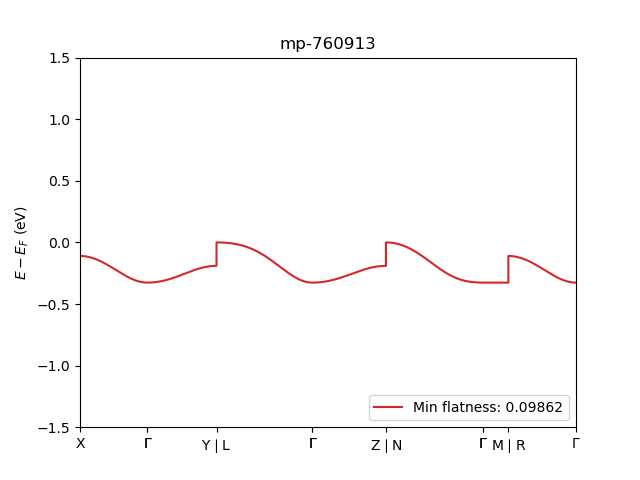 mp-760913
E − E_F (eV)
1.5
1.0
0.5
0.0
−0.5
−1.0
−1.5
Min flatness: 0.09862
X Γ Y | L Γ Z | N Γ M | R Γ